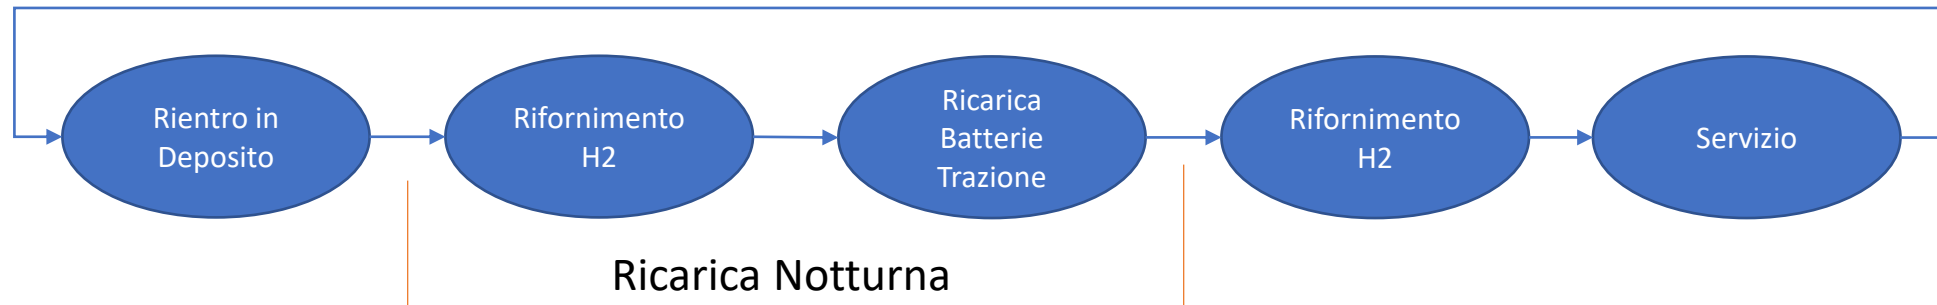 Rientro in
Deposito
Rifornimento
H2
Ricarica
Batterie
Trazione
Rifornimento
H2
Servizio
Ricarica Notturna